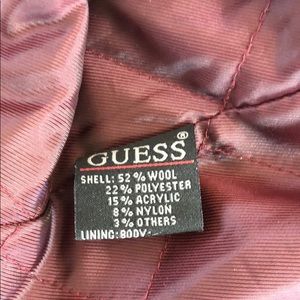 GUESS®
SHELL: 52% WOOL
22% POLYESTER
15% ACRYLIC
8% NYLON
3% OTHERS
LINING: BODY: